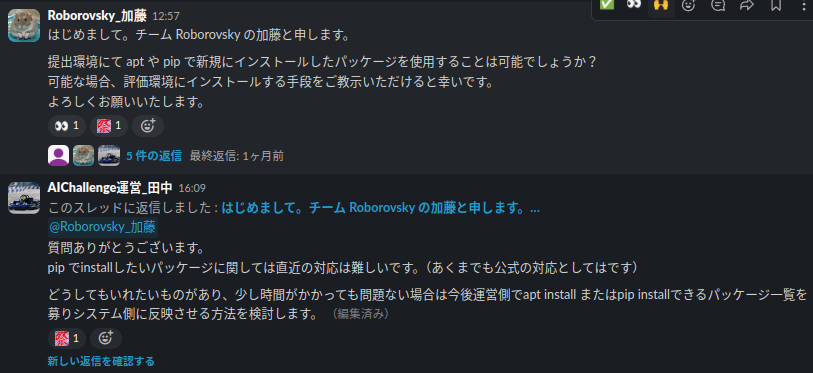 Roborovsky_加藤 12:57
はじめまして。チーム Roborovsky の加藤と申します。
提出環境にて apt や pip で新規にインストールしたパッケージを使用することは可能でしょうか？
可能な場合、評価環境にインストールする手段をご教示いただけると幸いです。
よろしくお願いいたします。
1 祭 1
5 件の返信 最終返信: 1ヶ月前
AIChallenge運営_田中 16:09
このスレッドに返信しました : はじめまして。チーム Roborovsky の加藤と申します。…
@Roborovsky_加藤
質問ありがとうございます。
pip でinstallしたいパッケージに関しては直近の対応は難しいです。（あくまでも公式の対応としてはです）
どうしてもいれたいものがあり、少し時間がかかっても問題ない場合は今後運営側でapt install またはpip installできるパッケージ一覧を
募りシステム側に反映させる方法を検討します。 （編集済み）
祭 1
新しい返信を確認する